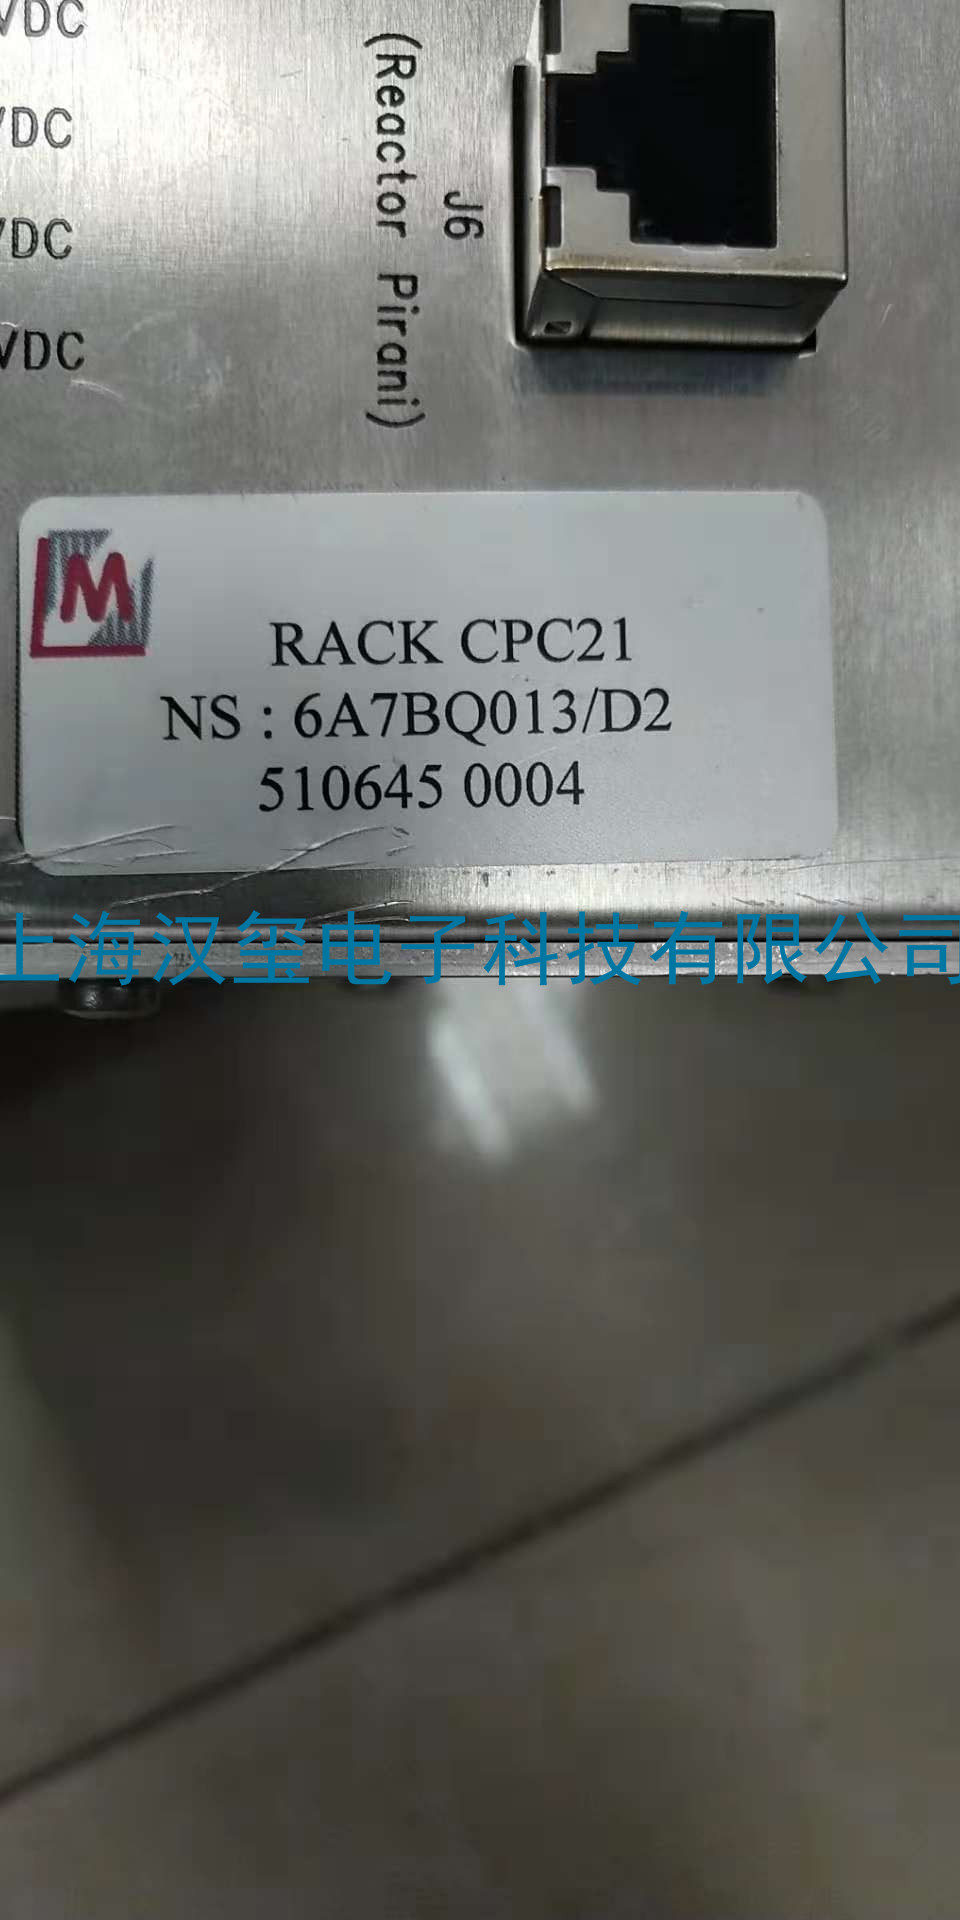 VDC
VDC
VDC
VDC
(Reactor Pirani)
J6
M
RACK CPC21
NS : 6A7BQ013/D2
510645 0004
上海汉玺电子科技有限公司